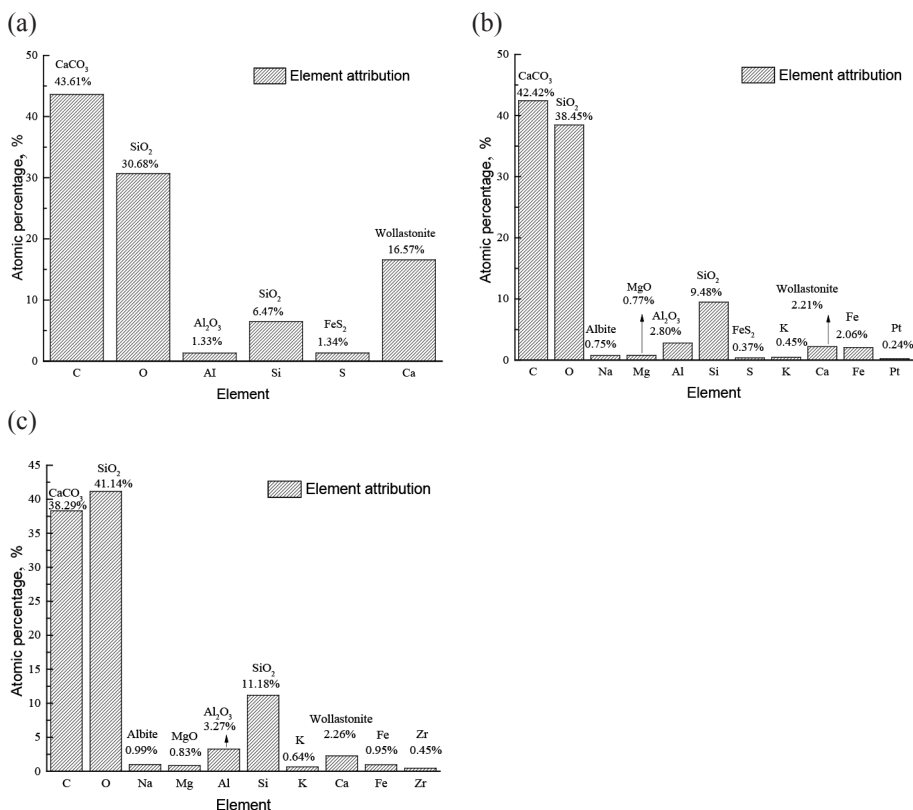 (a)
50
40
30
20
10
0
Atomic percentage, %
CaCO3
43.61%
SiO2
30.68%
Al2O3
1.33%
SiO2
6.47%
FeS2
1.34%
Wollastonite
16.57%
Element attribution
C O Al Si S Ca
Element
(b)
50
40
30
20
10
0
Atomic percentage, %
CaCO3
42.42%
SiO2
38.45%
Albite
0.75%
MgO
0.77%
Al2O3
2.80%
SiO2
9.48%
FeS2
0.37%
K
0.45%
Wollastonite
2.21%
Fe
2.06%
Pt
0.24%
Element attribution
C O Na Mg Al Si S K Ca Fe Pt
Element
(c)
45
40
35
30
25
20
15
10
5
0
Atomic percentage, %
CaCO3
38.29%
SiO2
41.14%
Albite
0.99%
MgO
0.83%
Al2O3
3.27%
SiO2
11.18%
K
0.64%
Wollastonite
2.26%
Fe
0.95%
Zr
0.45%
Element attribution
C O Na Mg Al Si K Ca Fe Zr
Element